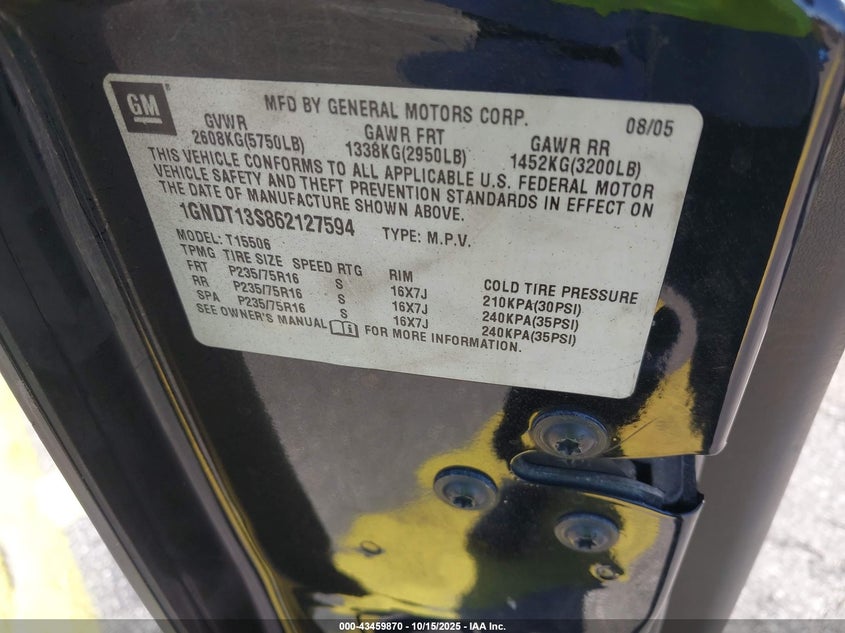 GM
MFD BY GENERAL MOTORS CORP. 08/05
GVWR GAWR FRT GAWR RR
2608KG(5750LB) 1338KG(2950LB) 1452KG(3200LB)
THIS VEHICLE CONFORMS TO ALL APPLICABLE U.S. FEDERAL MOTOR
VEHICLE SAFETY AND THEFT PREVENTION STANDARDS IN EFFECT ON
THE DATE OF MANUFACTURE SHOWN ABOVE.
1GNDT13S862127594 TYPE: M.P.V.
MODEL: T15506
TPMG TIRE SIZE SPEED RTG RIM COLD TIRE PRESSURE
FRT P235/75R16 S 16X7J 210KPA(30PSI)
RR P235/75R16 S 16X7J 240KPA(35PSI)
SPA P235/75R16 S 16X7J 240KPA(35PSI)
SEE OWNER'S MANUAL FOR MORE INFORMATION.
000-43459870 - 10/15/2025 - IAA Inc.